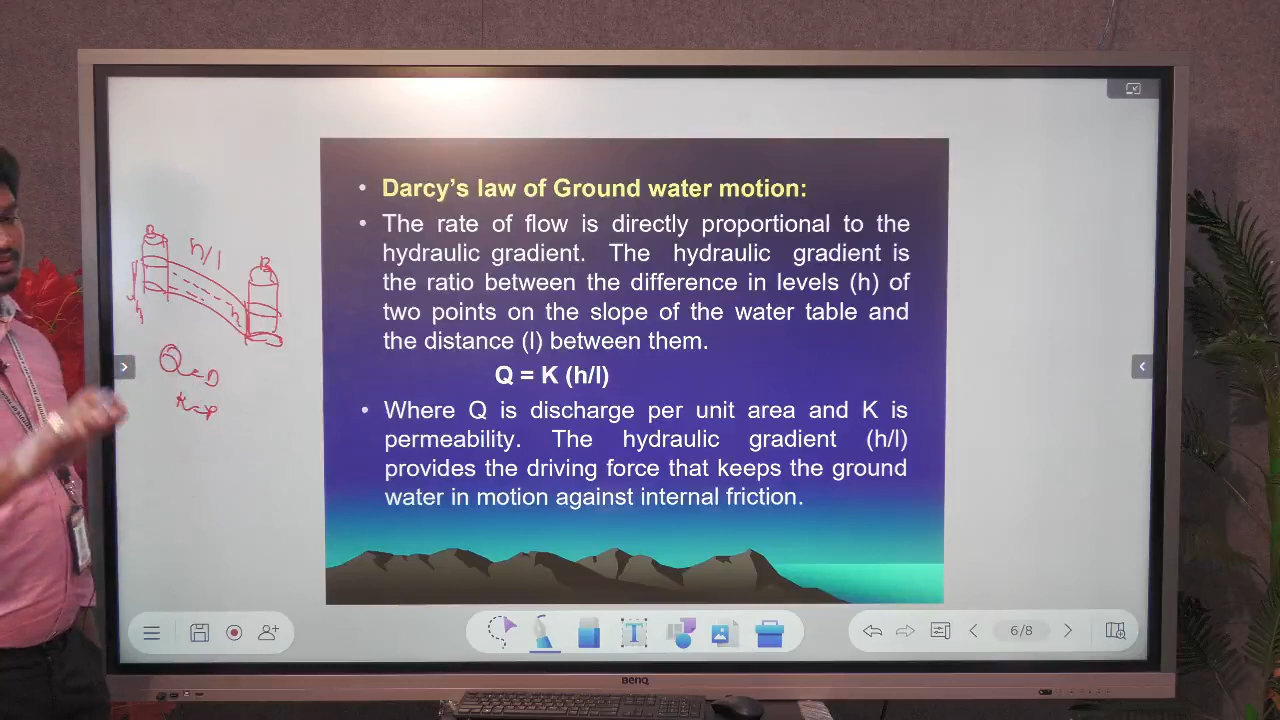 • Darcy's law of Ground water motion:
• The rate of flow is directly proportional to the
hydraulic gradient. The hydraulic gradient is
the ratio between the difference in levels (h) of
two points on the slope of the water table and
the distance (l) between them.
Q = K (h/l)
• Where Q is discharge per unit area and K is
permeability. The hydraulic gradient (h/l)
provides the driving force that keeps the ground
water in motion against internal friction.
h/l
B
h
h
Q - D
K - P
T
6/8
BenQ